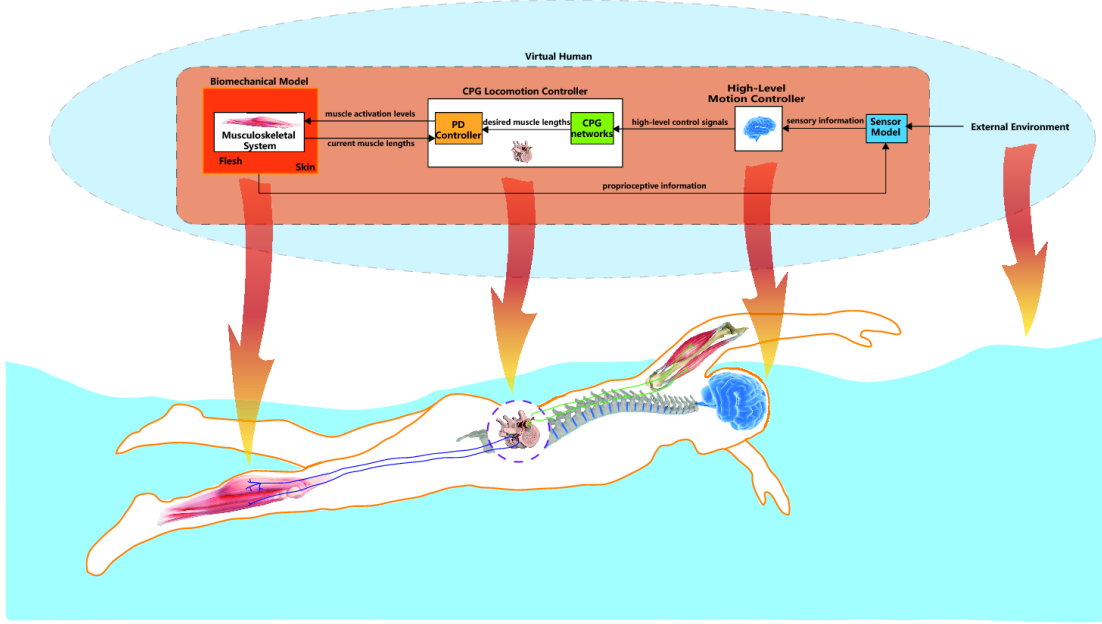 Virtual Human
Biomechanical Model
CPG Locomotion Controller
High-Level
Motion Controller
muscle activation levels
PD
Controller
desired muscle lengths
CPG
networks
high-level control signals
sensory information
Sensor
Model
External Environment
Musculoskeletal
System
current muscle lengths
Flesh
Skin
proprioceptive information